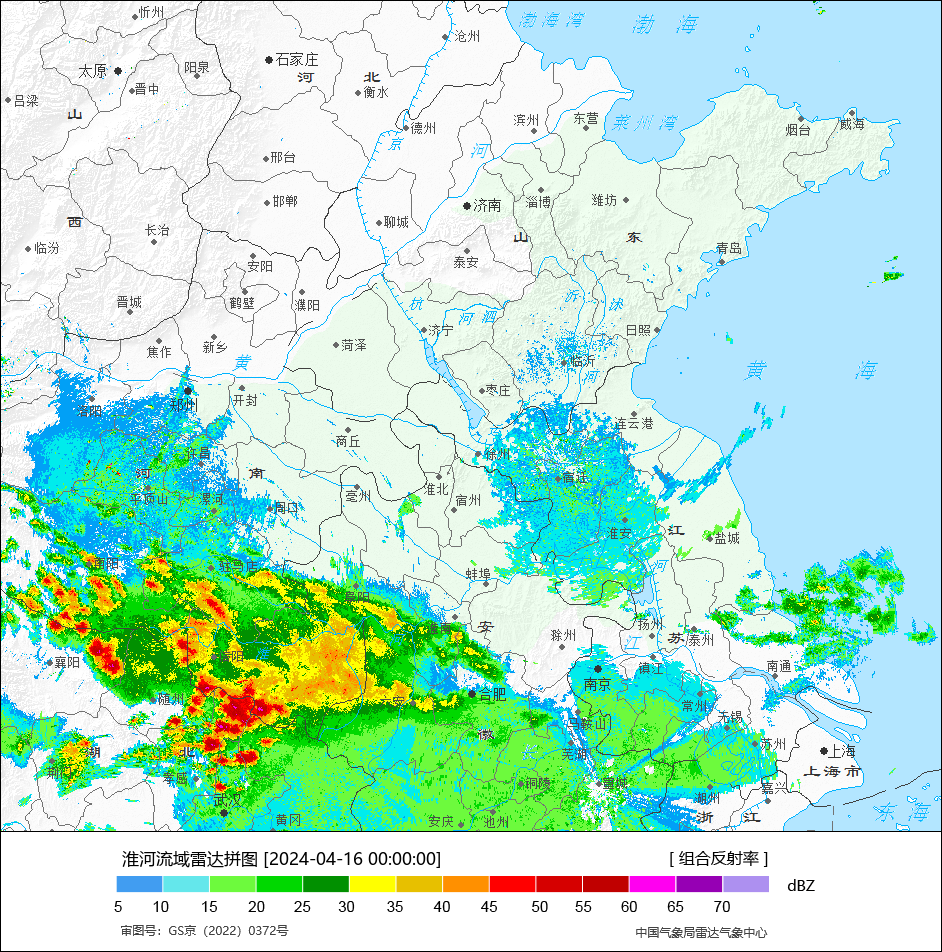 忻州
渤海湾
渤海
沧州
石家庄
太原
阳泉
河北
晋中
衡水
吕梁
山
滨州
东营
莱州湾
烟台
威海
德州
京
河
邢台
邯郸
济南
淄博
潍坊
西
聊城
长治
山东
临汾
泰安
青岛
安阳
晋城
鹤壁
濮阳
杭
河
泗
沂
沭
济宁
日照
焦作
新乡
菏泽
黄
临沂
河
黄海
郑州
开封
枣庄
洛阳
连云港
商丘
许昌
徐州
河南
宿迁
平顶山
漯河
亳州
淮北
宿州
周口
淮安
江
盐城
南阳
驻马店
蚌埠
河
阜阳
扬州
安
滁州
江
苏
泰州
信阳
襄阳
镇江
南通
南京
随州
合肥
常州
无锡
马鞍山
徽
苏州
上海
湖北
芜湖
上海市
荆门
孝感
铜陵
宣城
嘉兴
武汉
湖州
黄冈
安庆
池州
浙江
东海
淮河流域雷达拼图 [2024-04-16 00:00:00]
[ 组合反射率 ]
dBZ
5 10 15 20 25 30 35 40 45 50 55 60 65 70
审图号：GS京（2022）0372号
中国气象局雷达气象中心